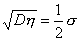 √Dη = 1/2 σ